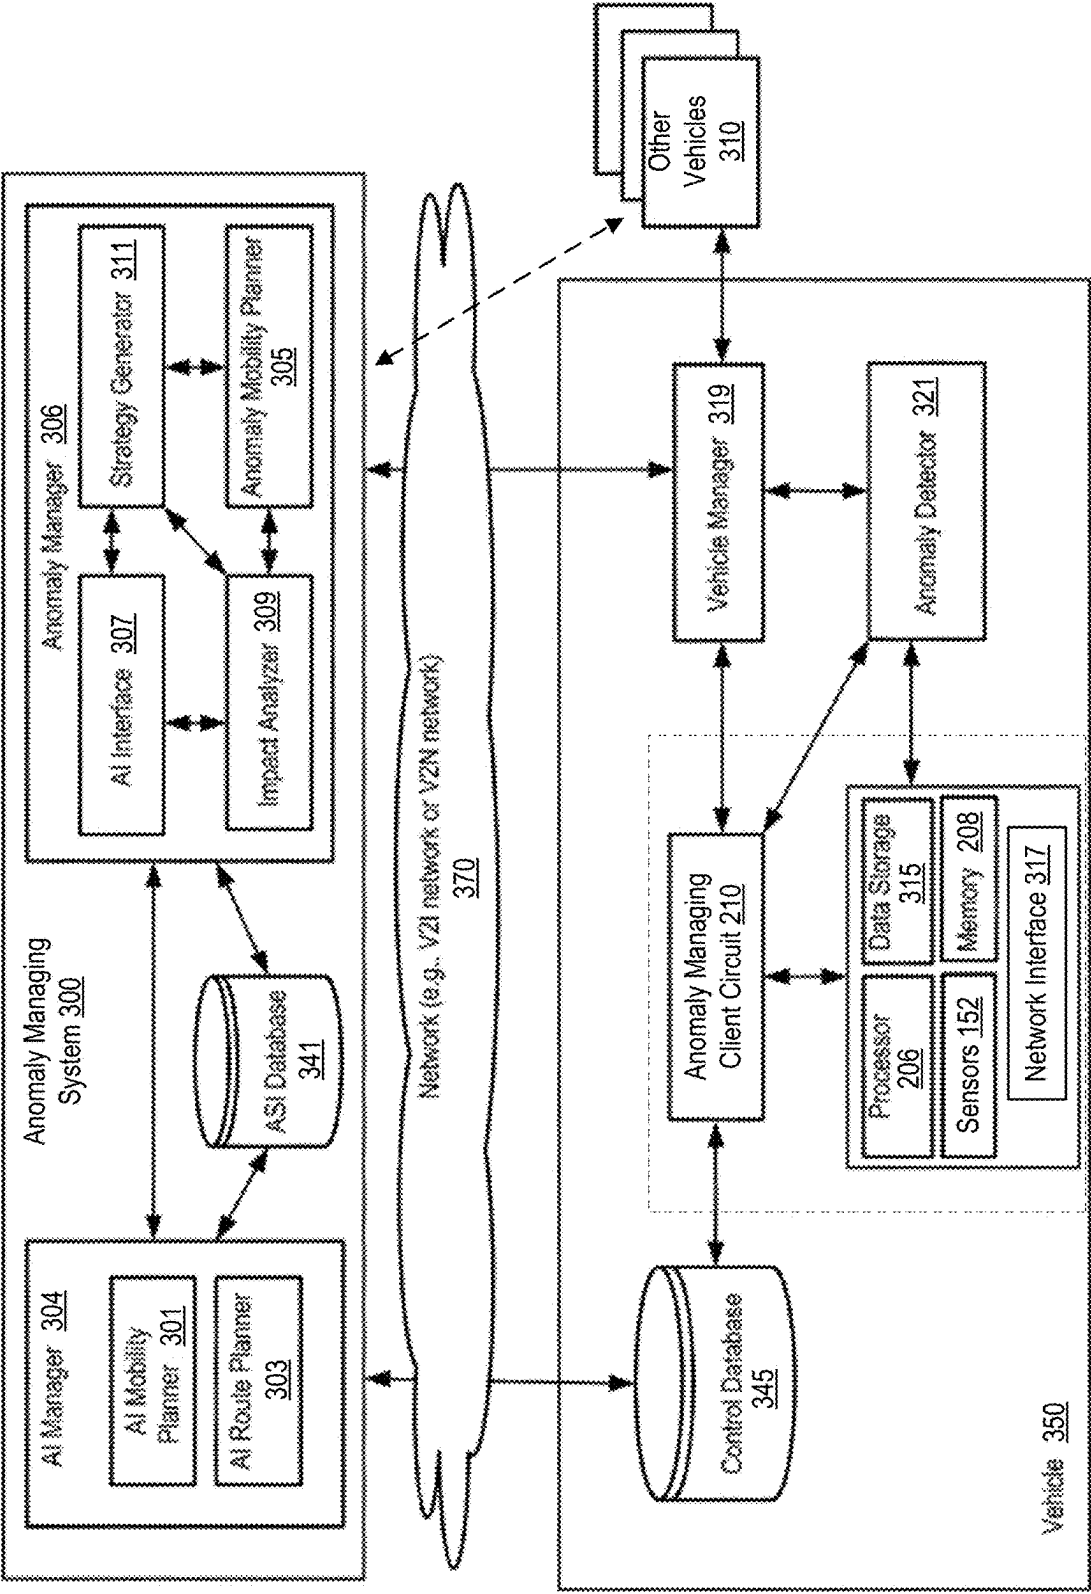 Anomaly Managing
System 300
AI Manager 304
AI Mobility
Planner 301
AI Route Planner
303
ASI Database
341
Anomaly Manager 306
AI Interface 307
Strategy Generator 311
Impact Analyzer 309
Anomaly Mobility Planner
305
Network (e.g., V2I network or V2N network)
370
Other
Vehicles
310
Control Database
345
Anomaly Managing
Client Circuit 210
Vehicle Manager 319
Anomaly Detector 321
Processor
206
Data Storage
315
Sensors 152
Memory 208
Network Interface 317
Vehicle 350